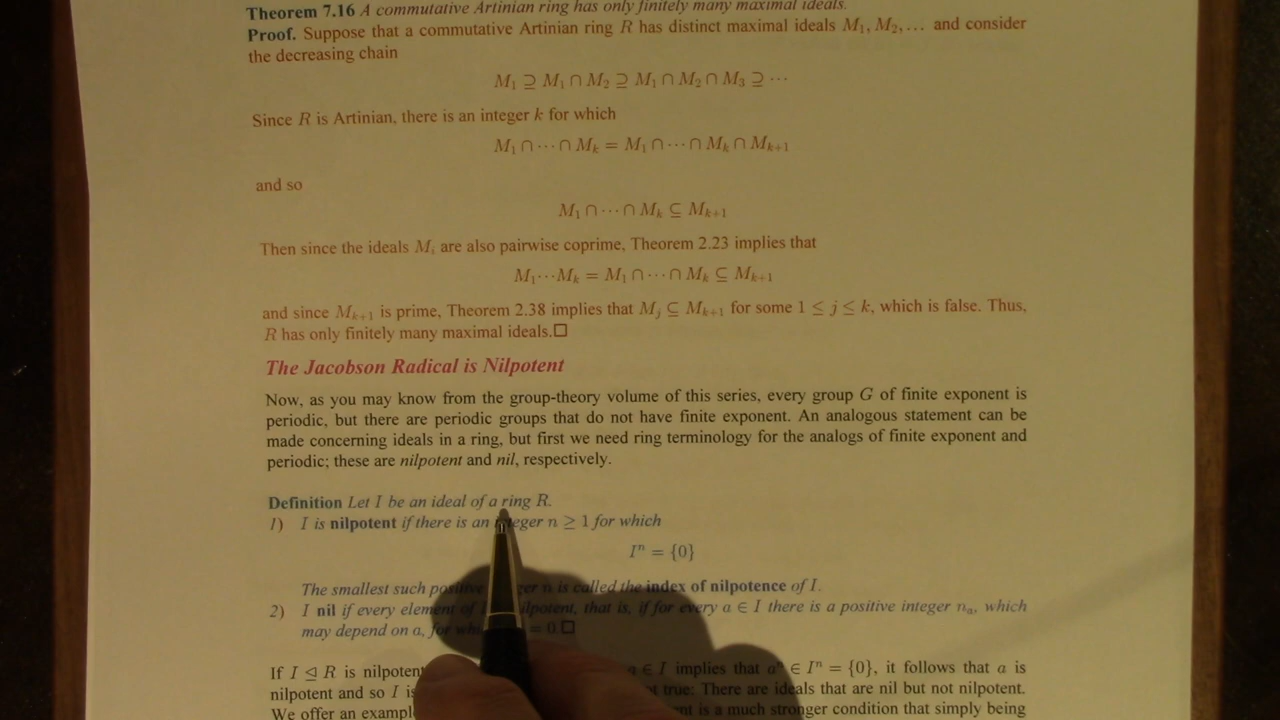 Theorem 7.16 A commutative Artinian ring has only finitely many maximal ideals.
Proof. Suppose that a commutative Artinian ring R has distinct maximal ideals M₁, M₂, … and consider
the decreasing chain
M₁ ⊇ M₁ ∩ M₂ ⊇ M₁ ∩ M₂ ∩ M₃ ⊇ ⋯
Since R is Artinian, there is an integer k for which
M₁ ∩ ⋯ ∩ Mₖ = M₁ ∩ ⋯ ∩ Mₖ ∩ Mₖ₊₁
and so
M₁ ∩ ⋯ ∩ Mₖ ⊆ Mₖ₊₁
Then since the ideals Mᵢ are also pairwise coprime, Theorem 2.23 implies that
M₁⋯Mₖ = M₁ ∩ ⋯ ∩ Mₖ ⊆ Mₖ₊₁
and since Mₖ₊₁ is prime, Theorem 2.38 implies that Mⱼ ⊆ Mₖ₊₁ for some 1 ≤ j ≤ k, which is false. Thus,
R has only finitely many maximal ideals.□
The Jacobson Radical is Nilpotent
Now, as you may know from the group-theory volume of this series, every group G of finite exponent is
periodic, but there are periodic groups that do not have finite exponent. An analogous statement can be
made concerning ideals in a ring, but first we need ring terminology for the analogs of finite exponent and
periodic; these are nilpotent and nil, respectively.
Definition Let I be an ideal of a ring R.
1) I is nilpotent if there is an integer n ≥ 1 for which
Iⁿ = {0}
The smallest such positive n is called the index of nilpotence of I.
2) I nil if every element of nilpotent, that is, if for every a ∈ I there is a positive integer nₐ, which
may depend on a, for = 0.□
If I ⊴ R is nilpotent a ∈ I implies that aⁿ ∈ Iⁿ = {0}, it follows that a is
nilpotent and so I is true: There are ideals that are nil but not nilpotent.
We offer an is a much stronger condition that simply being